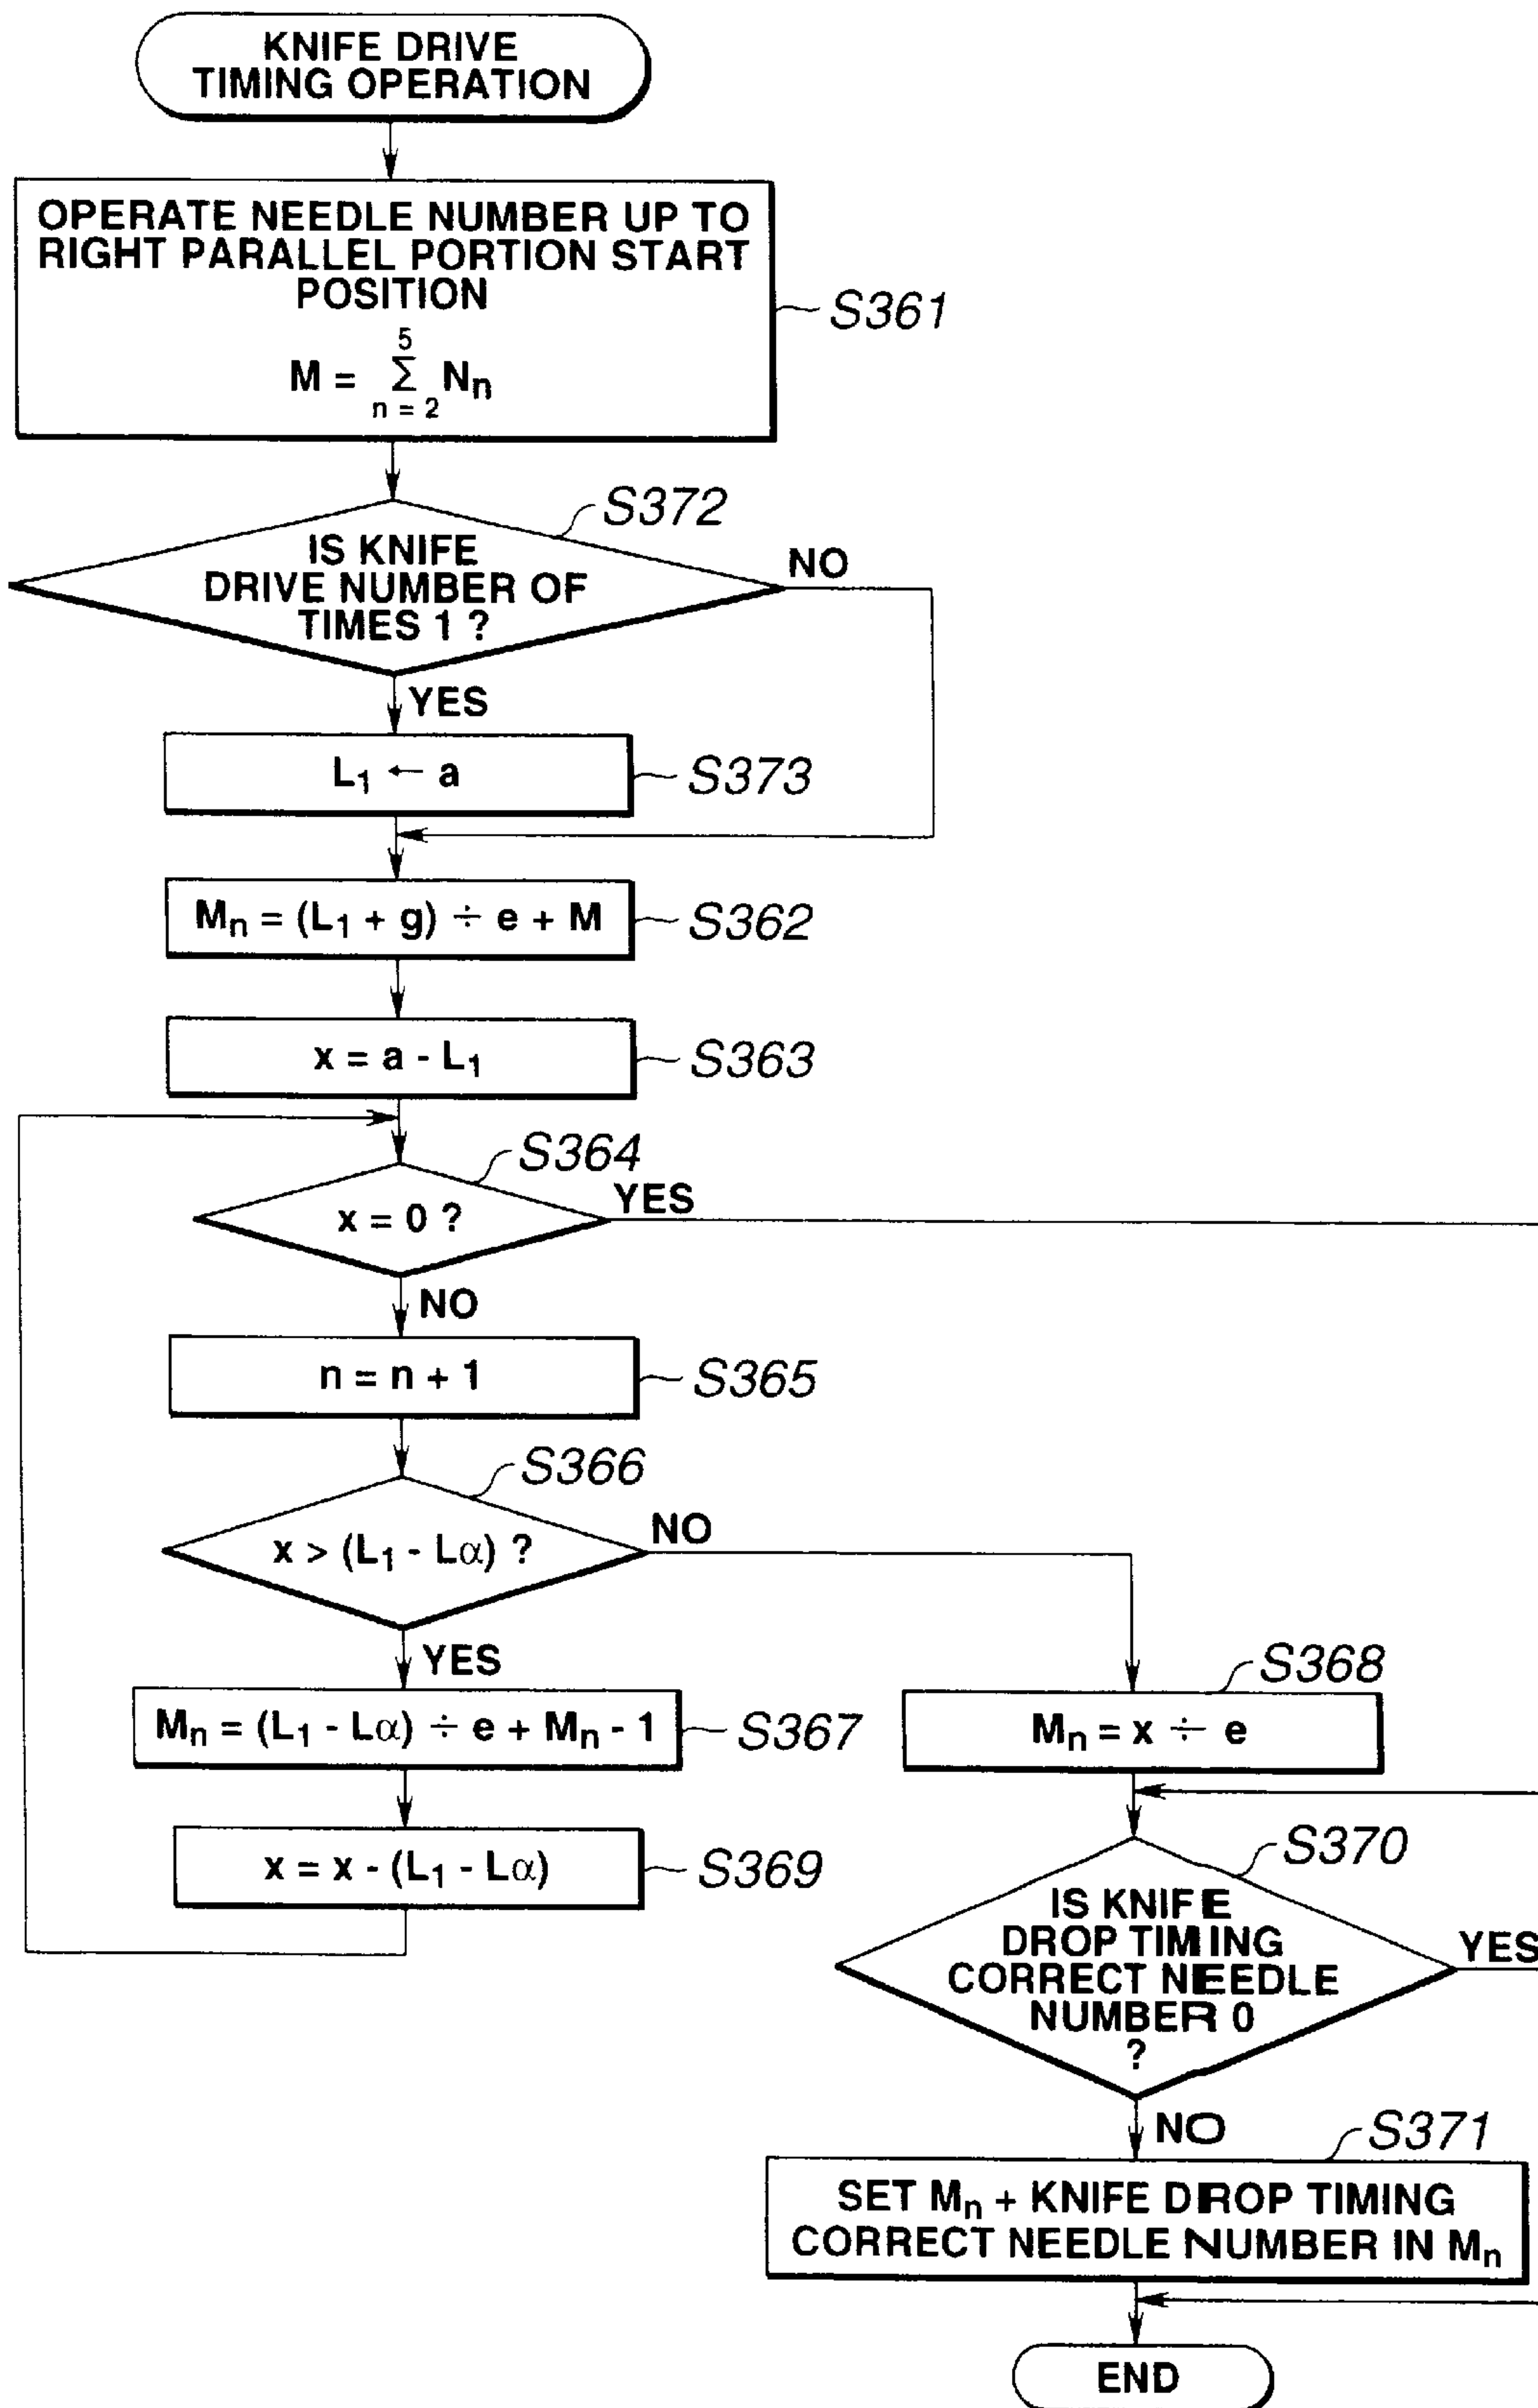 KNIFE DRIVE
TIMING OPERATION
OPERATE NEEDLE NUMBER UP TO
RIGHT PARALLEL PORTION START
POSITION
S361
5
M = Σ Nn
n = 2
S372
IS KNIFE
DRIVE NUMBER OF
TIMES 1 ?
NO
YES
L1 ← a
S373
Mn = (L1 + g) ÷ e + M
S362
x = a - L1
S363
S364
x = 0 ?
YES
NO
n = n + 1
S365
S366
x > (L1 - Lα) ?
NO
YES
Mn = (L1 - Lα) ÷ e + Mn - 1
S367
S368
Mn = x ÷ e
x = x - (L1 - Lα)
S369
S370
IS KNIFE
DROP TIMING
CORRECT NEEDLE
NUMBER 0
?
YES
NO
S371
SET Mn + KNIFE DROP TIMING
CORRECT NEEDLE NUMBER IN Mn
END